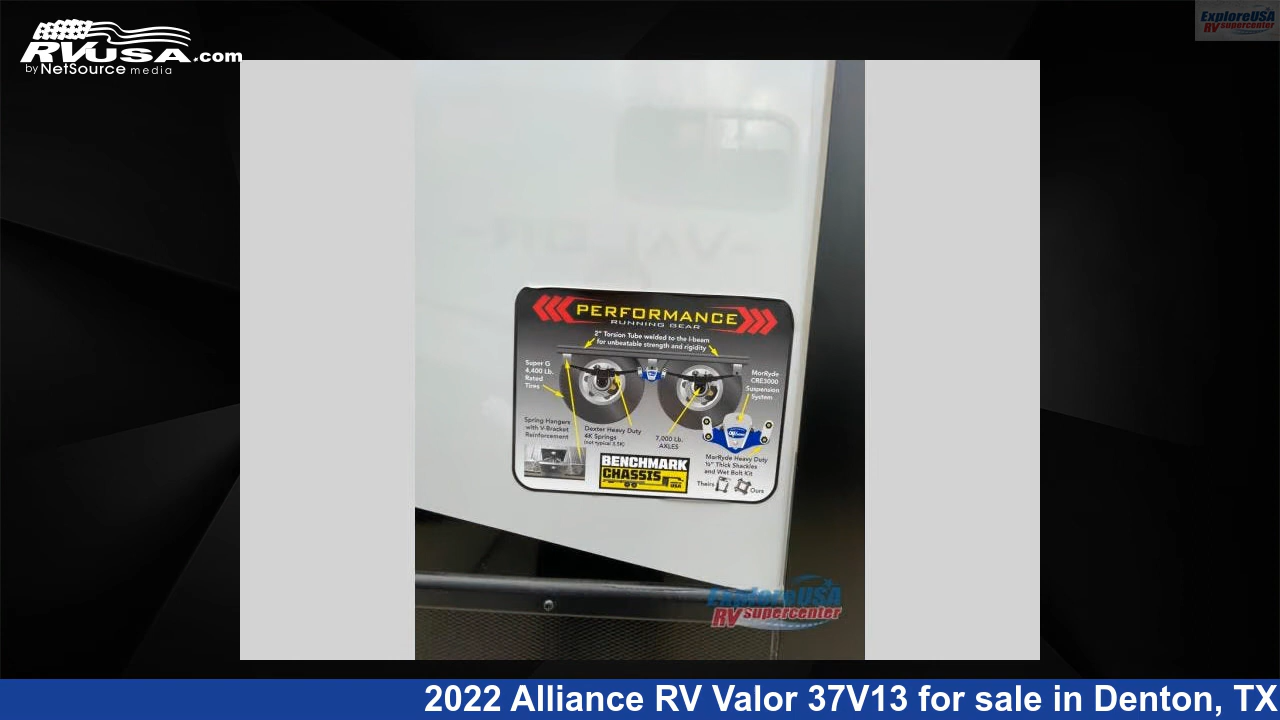 RVUSA.com
by NetSource media
ExploreUSA
RV supercenter
-VALOR-
PERFORMANCE
RUNNING GEAR
2" Torsion Tube welded to the I-beam
for unbeatable strength and rigidity
Super G
4,400 Lb.
Rated
Tires
MorRyde
CRE3000
Suspension
System
Spring Hangers
with V-Bracket
Reinforcement
Dexter Heavy Duty
4K Springs
(not typical 3.5K)
7,000 Lb.
AXLES
MorRyde Heavy Duty
½" Thick Shackles
and Wet Bolt Kit
Theirs
Ours
BENCHMARK
CHASSIS
USA
ExploreUSA
RV supercenter
2022 Alliance RV Valor 37V13 for sale in Denton, TX